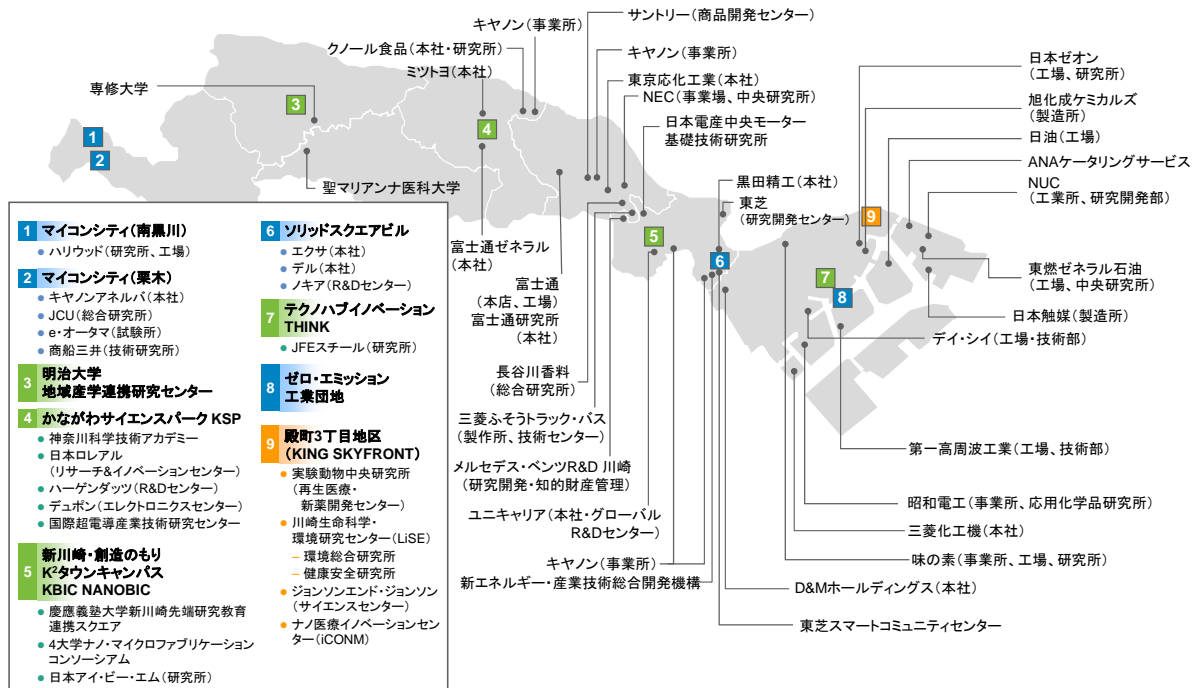 サントリー(商品開発センター)
キヤノン(事業所)
クノール食品(本社・研究所)
キヤノン(事業所)
ミツトヨ(本社)
東京応化工業(本社)
NEC(事業場、中央研究所)
日本電産中央モーター
基礎技術研究所
専修大学
聖マリアンナ医科大学
日本ゼオン
(工場、研究所)
旭化成ケミカルズ
(製造所)
日油(工場)
ANAケータリングサービス
NUC
(工業所、研究開発部)
黒田精工(本社)
東芝
(研究開発センター)
1
2
3
4
5
6
7
8
9
富士通ゼネラル
(本社)
富士通
(本店、工場)
富士通研究所
(本社)
東燃ゼネラル石油
(工場、中央研究所)
日本触媒(製造所)
デイ・シイ(工場・技術部)
長谷川香料
(総合研究所)
三菱ふそうトラック・バス
(製作所、技術センター)
メルセデス・ベンツR&D 川崎
(研究開発・知的財産管理)
ユニキャリア(本社・グローバル
R&Dセンター)
キヤノン(事業所)
新エネルギー・産業技術総合開発機構
第一高周波工業(工場、技術部)
昭和電工(事業所、応用化学品研究所)
三菱化工機(本社)
味の素(事業所、工場、研究所)
D&Mホールディングス(本社)
東芝スマートコミュニティセンター
1 マイコンシティ(南黒川)
● ハリウッド(研究所、工場)
2 マイコンシティ(栗木)
● キヤノンアネルバ(本社)
● JCU(総合研究所)
● e・オータマ(試験所)
● 商船三井(技術研究所)
3 明治大学
地域産学連携研究センター
4 かながわサイエンスパーク KSP
● 神奈川科学技術アカデミー
● 日本ロレアル
(リサーチ&イノベーションセンター)
● ハーゲンダッツ(R&Dセンター)
● デュポン(エレクトロニクスセンター)
● 国際超電導産業技術研究センター
5 新川崎・創造のもり
K²タウンキャンパス
KBIC NANOBIC
● 慶應義塾大学新川崎先端研究教育
連携スクエア
● 4大学ナノ・マイクロファブリケーション
コンソーシアム
● 日本アイ・ビー・エム(研究所)
6 ソリッドスクエアビル
● エクサ(本社)
● デル(本社)
● ノキア(R&Dセンター)
7 テクノハブイノベーション
THINK
● JFEスチール(研究所)
8 ゼロ・エミッション
工業団地
9 殿町3丁目地区
(KING SKYFRONT)
● 実験動物中央研究所
(再生医療・
新薬開発センター)
● 川崎生命科学・
環境研究センター(LiSE)
– 環境総合研究所
– 健康安全研究所
● ジョンソンエンド・ジョンソン
(サイエンスセンター)
● ナノ医療イノベーションセン
ター(iCONM)